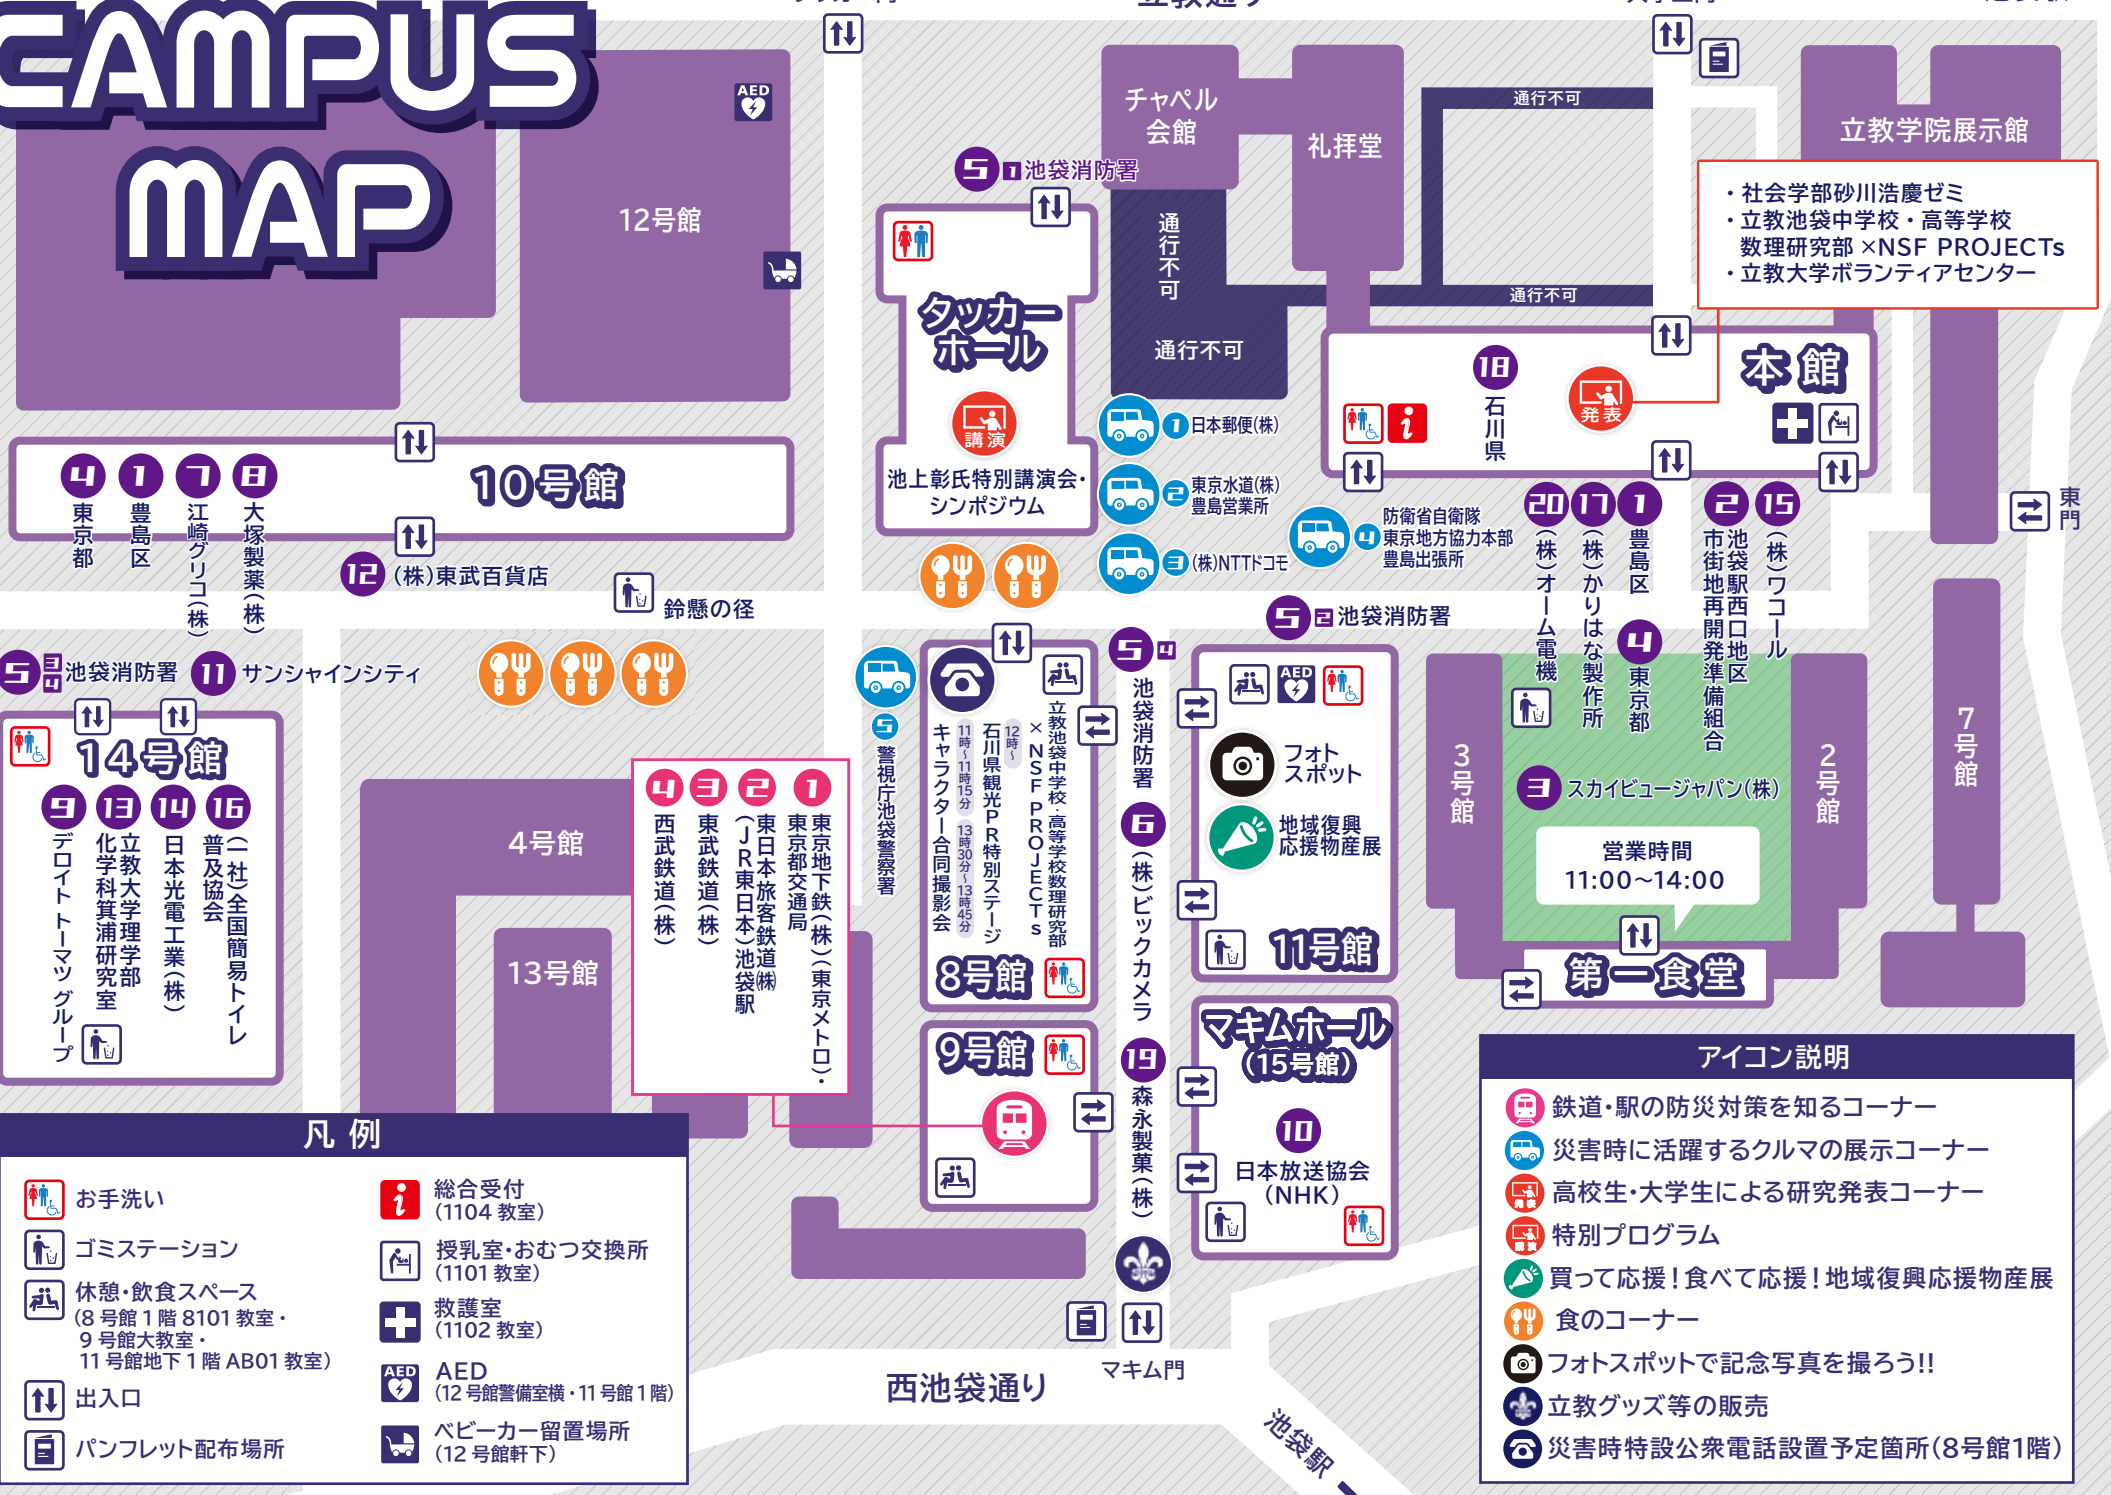 CAMPUS
MAP
立教通り
12号館
AED
チャペル
会館
礼拝堂
通行不可
通行不可
通行不可
通行不可
立教学院展示館
・社会学部砂川浩慶ゼミ
・立教池袋中学校・高等学校
数理研究部×NSF PROJECTs
・立教大学ボランティアセンター
5 1 池袋消防署
タッカー
ホール
講演
池上彰氏特別講演会・
シンポジウム
1 日本郵便(株)
2 東京水道(株)
豊島営業所
3 (株)NTTドコモ
4 防衛省自衛隊
東京地方協力本部
豊島出張所
本館
18 石川県
発表
東門
10号館
4 東京都
1 豊島区
7 江崎グリコ(株)
8 大塚製薬(株)
12 (株)東武百貨店
鈴懸の径
20 (株)オーム電機
17 (株)かりはな製作所
1 豊島区
4 東京都
2 池袋駅西口地区
市街地再開発準備組合
15 (株)ワコール
5 3 4 池袋消防署
11 サンシャインシティ
5 2 池袋消防署
14号館
9 デロイト トーマツ グループ
13 立教大学理学部
化学科箕浦研究室
14 日本光電工業(株)
16 (一社)全国簡易トイレ
普及協会
4号館
13号館
4 西武鉄道(株)
3 東武鉄道(株)
2 東日本旅客鉄道(株)
(JR東日本)池袋駅
1 東京地下鉄(株)(東京メトロ)・
東京都交通局
5 警視庁池袋警察署
キャラクター合同撮影会
11時～11時15分 13時30分～13時45分
石川県観光PR特別ステージ
12時～
立教池袋中学校・高等学校数理研究部
×NSF PROJECTs
8号館
9号館
5 4 池袋消防署
6 (株)ビックカメラ
19 森永製菓(株)
AED
フォト
スポット
地域復興
応援物産展
11号館
マキムホール
(15号館)
10
日本放送協会
(NHK)
3号館
2号館
7号館
3 スカイビュージャパン(株)
営業時間
11:00～14:00
第一食堂
マキム門
西池袋通り
池袋駅
凡例
お手洗い
ゴミステーション
休憩・飲食スペース
(8号館1階8101教室・
9号館大教室・
11号館地下1階AB01教室)
出入口
パンフレット配布場所
総合受付
(1104教室)
授乳室・おむつ交換所
(1101教室)
救護室
(1102教室)
AED
AED
(12号館警備室横・11号館1階)
ベビーカー留置場所
(12号館軒下)
アイコン説明
鉄道・駅の防災対策を知るコーナー
災害時に活躍するクルマの展示コーナー
発表 高校生・大学生による研究発表コーナー
講演 特別プログラム
買って応援！食べて応援！地域復興応援物産展
食のコーナー
フォトスポットで記念写真を撮ろう!!
立教グッズ等の販売
災害時特設公衆電話設置予定箇所(8号館1階)